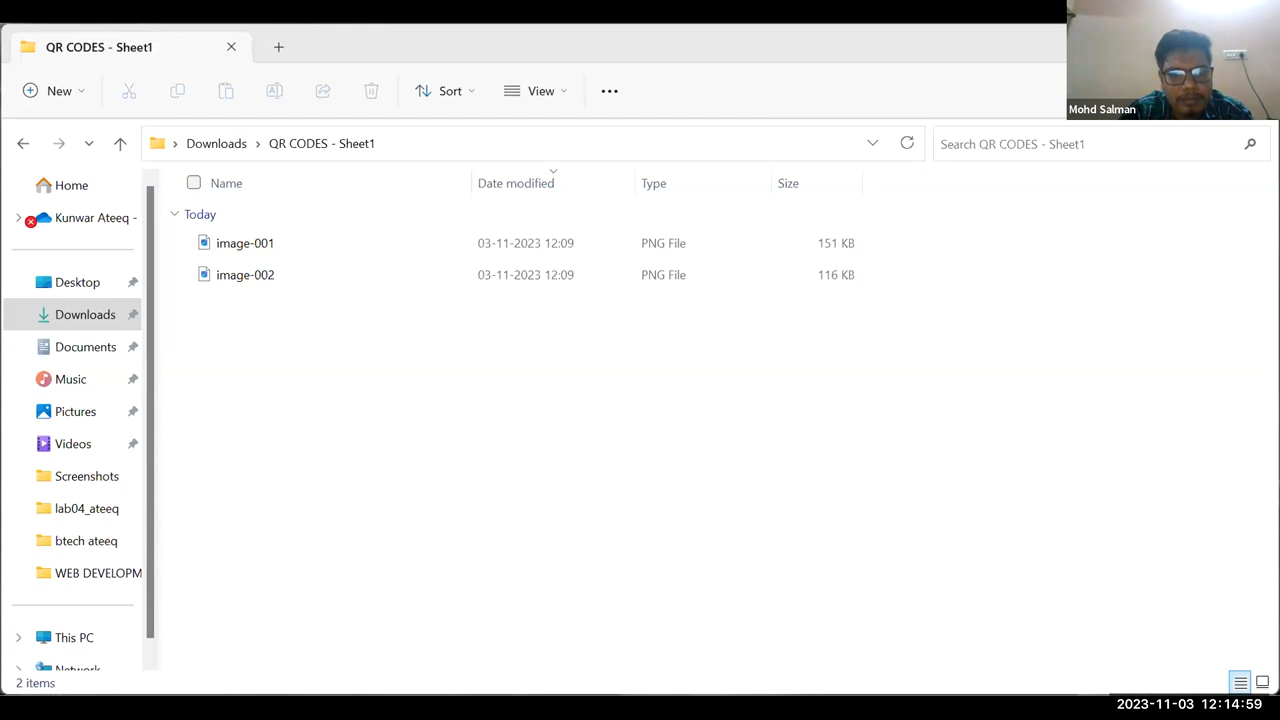 QR CODES - Sheet1
New
Sort
View
Mohd Salman
Downloads
QR CODES - Sheet1
Search QR CODES - Sheet1
Name
Date modified
Type
Size
Today
image-001
03-11-2023 12:09
PNG File
151 KB
image-002
03-11-2023 12:09
PNG File
116 KB
Home
Kunwar Ateeq -
Desktop
Downloads
Documents
Music
Pictures
Videos
Screenshots
lab04_ateeq
btech ateeq
WEB DEVELOPM
This PC
Network
2 items
2023-11-03 12:14:59